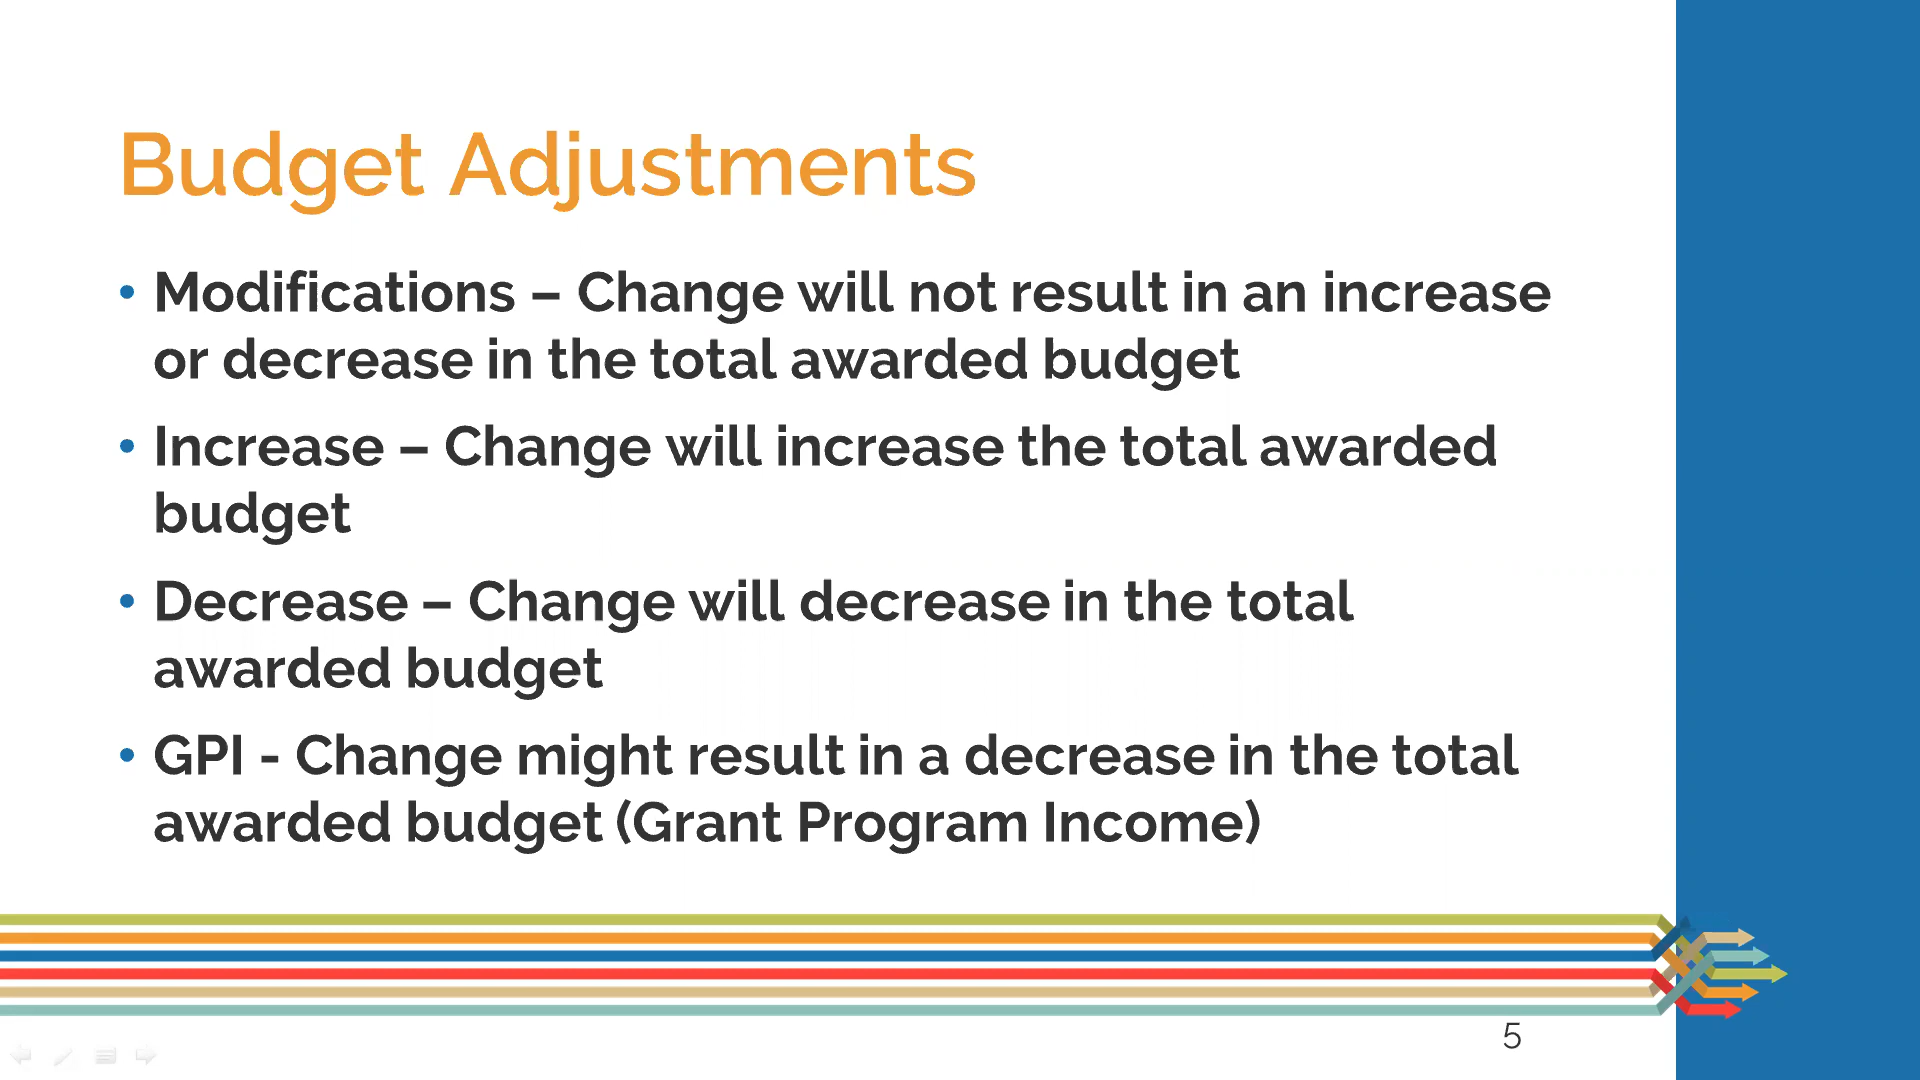 Budget Adjustments
• Modifications – Change will not result in an increase
or decrease in the total awarded budget
• Increase – Change will increase the total awarded
budget
• Decrease – Change will decrease in the total
awarded budget
• GPI - Change might result in a decrease in the total
awarded budget (Grant Program Income)
5